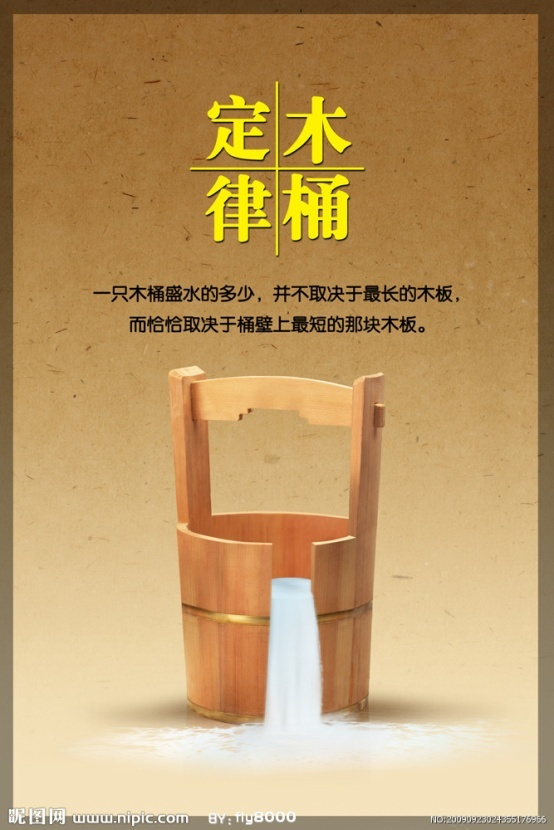 定木
律桶
一只木桶盛水的多少，并不取决于最长的木板，
而恰恰取决于桶壁上最短的那块木板。
昵图网 www.nipic.com BY: fly8000
NO:20090923024355176956